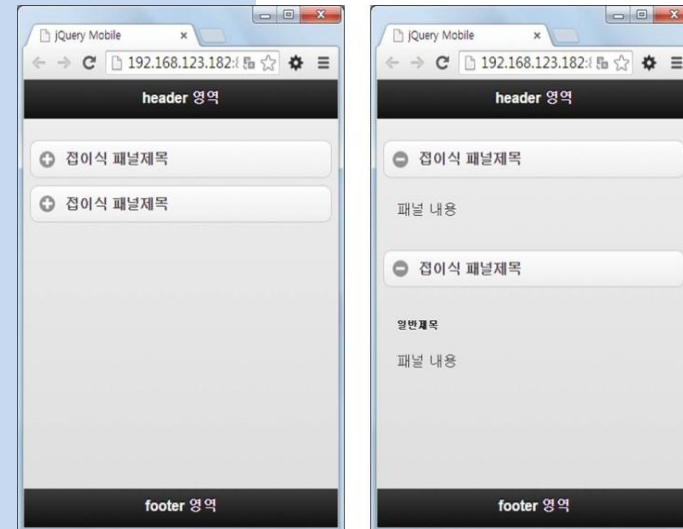 jQuery Mobile
192.168.123.182:8
header 영역
접이식 패널제목
접이식 패널제목
footer 영역
jQuery Mobile
192.168.123.182:8
header 영역
접이식 패널제목
패널 내용
접이식 패널제목
일반제목
패널 내용
footer 영역